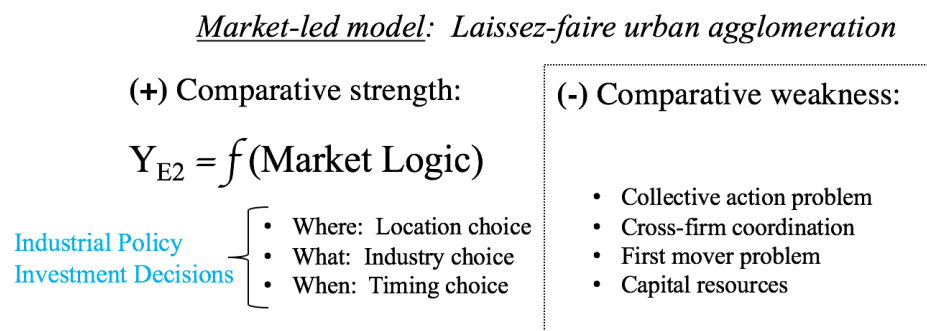 Market-led model:  Laissez-faire urban agglomeration
(+) Comparative strength:
Y_E2 = f(Market Logic)
Industrial Policy
Investment Decisions
• Where:  Location choice
• What:  Industry choice
• When:  Timing choice
(-) Comparative weakness:
• Collective action problem
• Cross-firm coordination
• First mover problem
• Capital resources